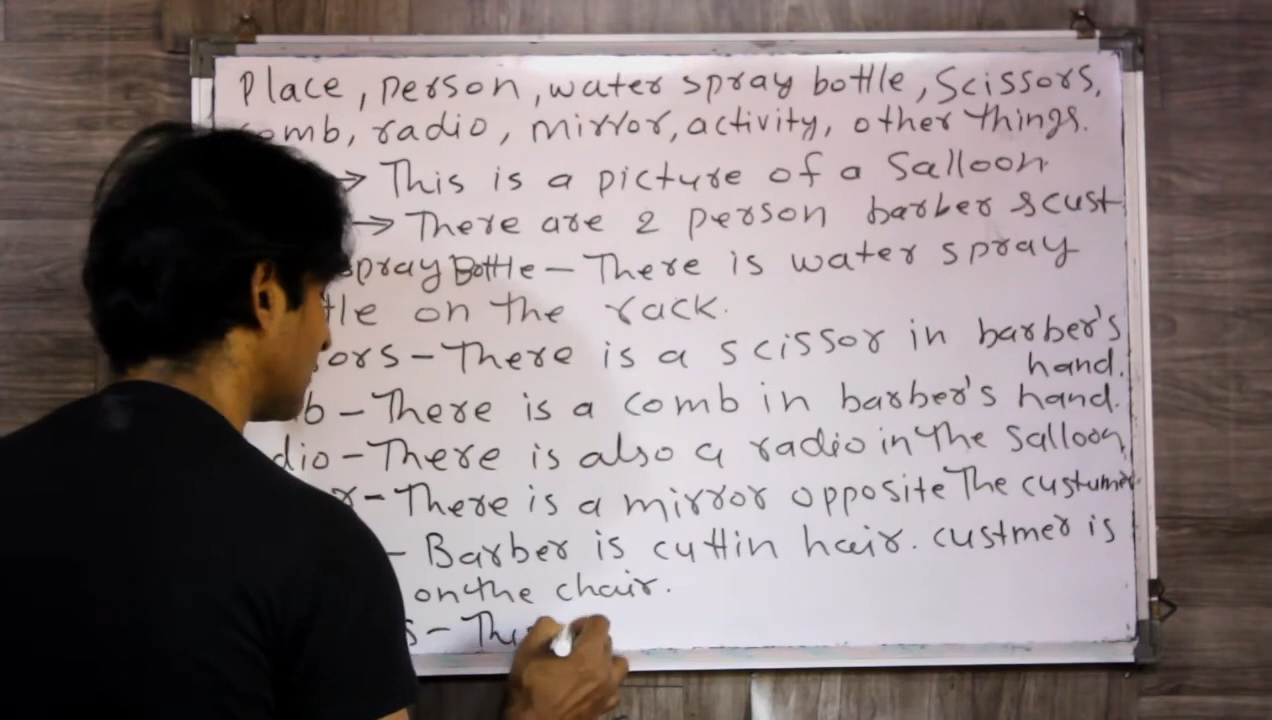 Place, person, water spray bottle, Scissors,
comb, radio, mirror, activity, other things.
→ This is a picture of a Salloon
→ There are 2 person barber & cust
spray Bottle - There is water spray
tle on the rack.
ors - There is a scissor in barber's
hand.
b - There is a comb in barber's hand.
dio - There is also a radio in the salloon
r - There is a mirror opposite The custumer
- Barber is cuttin hair. custmer is
on the chair.
s - The